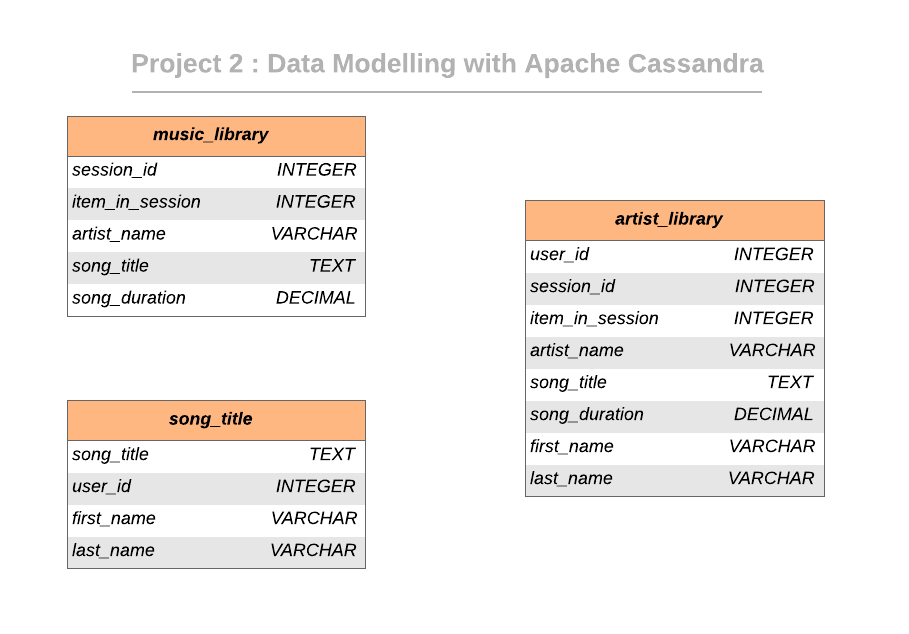 Project 2 : Data Modelling with Apache Cassandra
music_library
session_id INTEGER
item_in_session INTEGER
artist_name VARCHAR
song_title TEXT
song_duration DECIMAL
artist_library
user_id INTEGER
session_id INTEGER
item_in_session INTEGER
artist_name VARCHAR
song_title TEXT
song_duration DECIMAL
first_name VARCHAR
last_name VARCHAR
song_title
song_title TEXT
user_id INTEGER
first_name VARCHAR
last_name VARCHAR